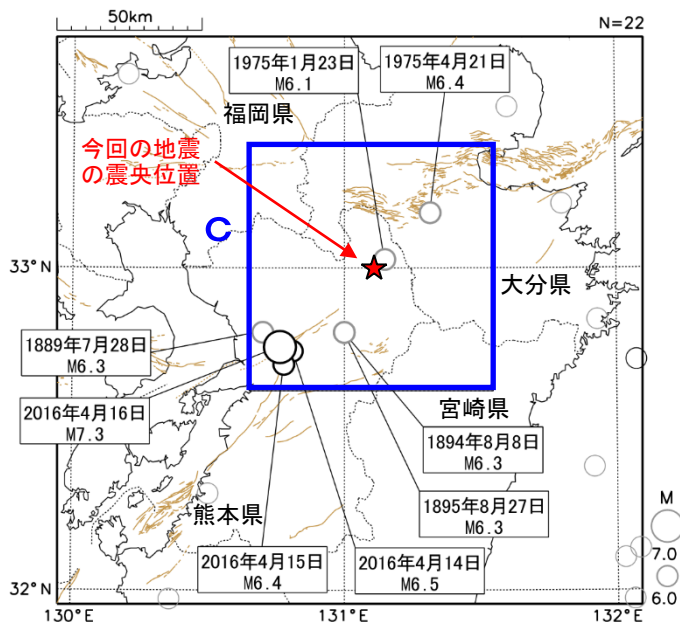 50km
N=22
1975年1月23日
M6.1
1975年4月21日
M6.4
福岡県
今回の地震
の震央位置
C
33°N
大分県
1889年7月28日
M6.3
2016年4月16日
M7.3
宮崎県
1894年8月8日
M6.3
1895年8月27日
M6.3
熊本県
2016年4月15日
M6.4
2016年4月14日
M6.5
M
7.0
6.0
32°N
130°E
131°E
132°E